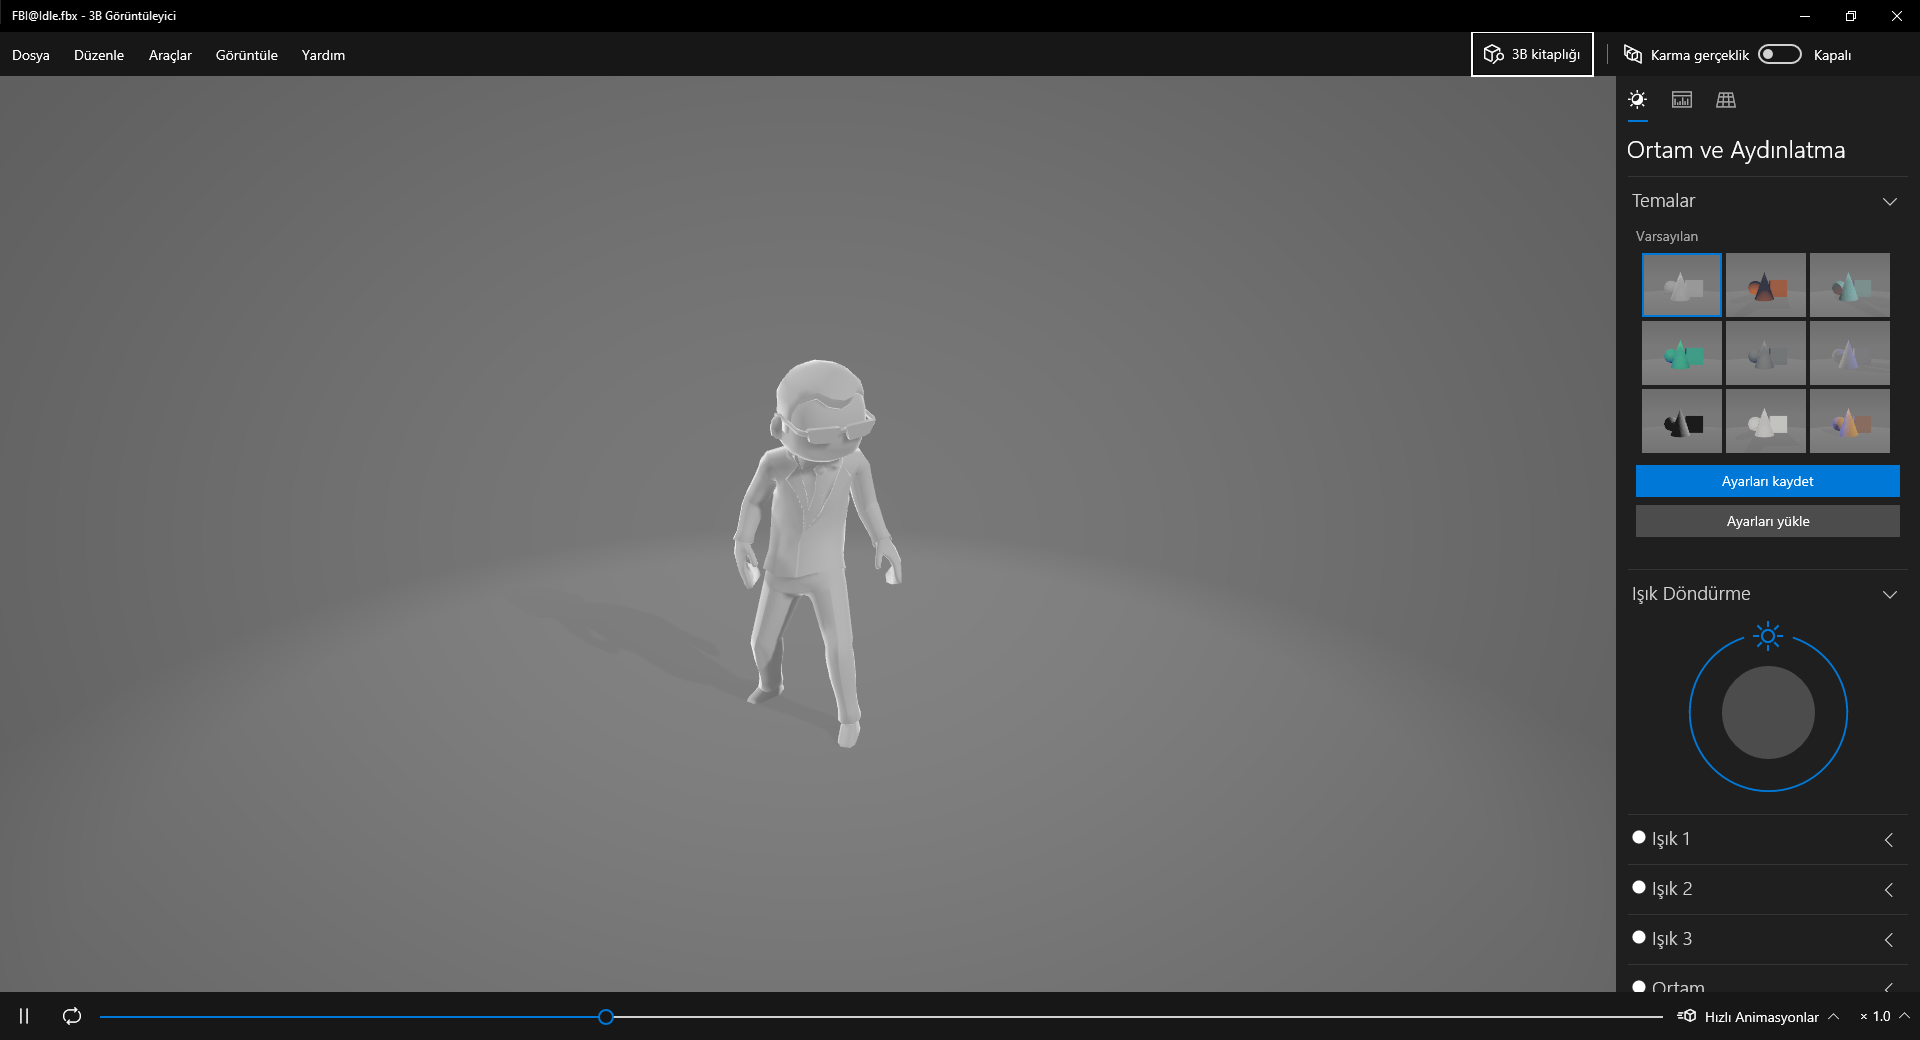 FBI@Idle.fbx - 3B Görüntüleyici
Dosya Düzenle Araçlar Görüntüle Yardım
3B kitaplığı
Karma gerçeklik Kapalı
Ortam ve Aydınlatma
Temalar
Varsayılan
Ayarları kaydet
Ayarları yükle
Işık Döndürme
Işık 1
Işık 2
Işık 3
Ortam
Hızlı Animasyonlar × 1.0